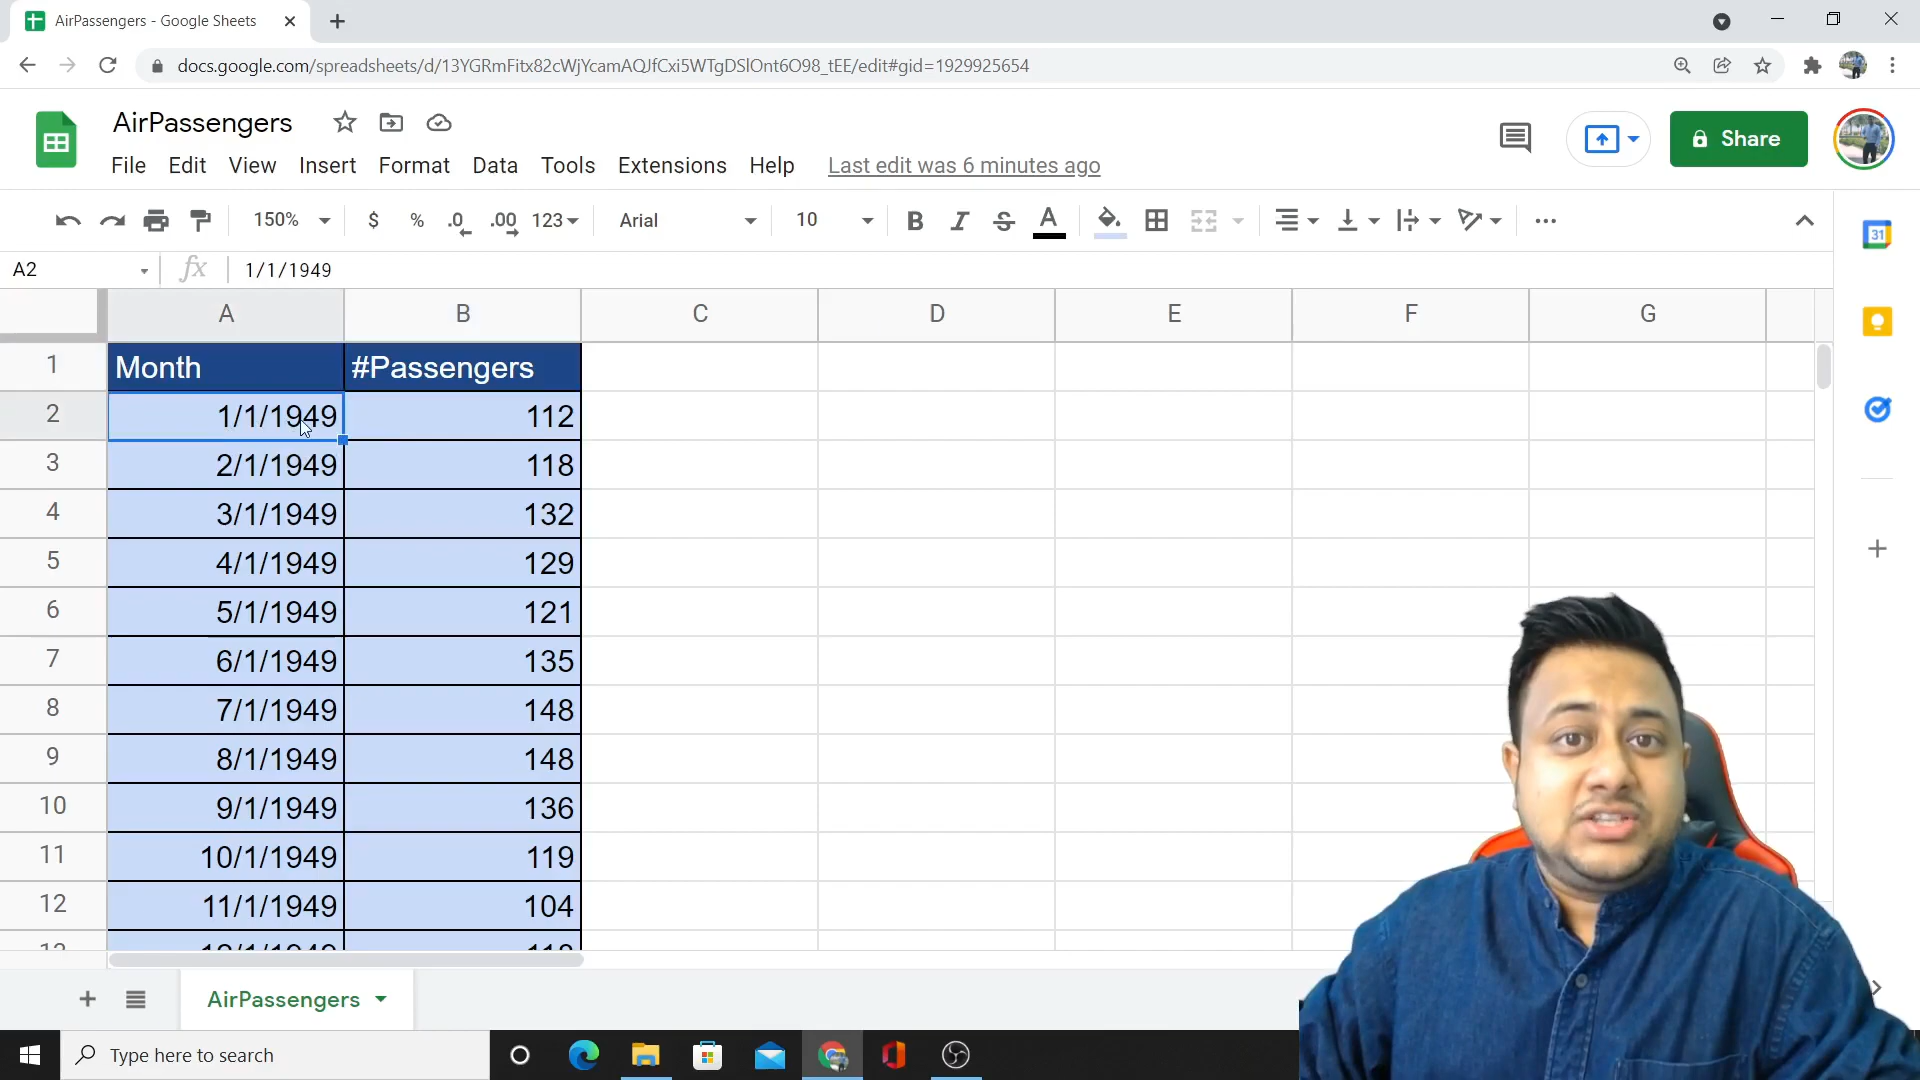 AirPassengers - Google Sheets
docs.google.com/spreadsheets/d/13YGRmFitx82cWjYcamAQJfCxi5WTgDSlOnt6O98_tEE/edit#gid=1929925654
AirPassengers
Share
File Edit View Insert Format Data Tools Extensions Help Last edit was 6 minutes ago
150% $ % .0 .00 123 Arial 10 B I S A
31
A2 fx 1/1/1949
A B C D E F G
1 Month #Passengers
2 1/1/1949 112
3 2/1/1949 118
4 3/1/1949 132
5 4/1/1949 129
6 5/1/1949 121
7 6/1/1949 135
8 7/1/1949 148
9 8/1/1949 148
10 9/1/1949 136
11 10/1/1949 119
12 11/1/1949 104
AirPassengers
Type here to search